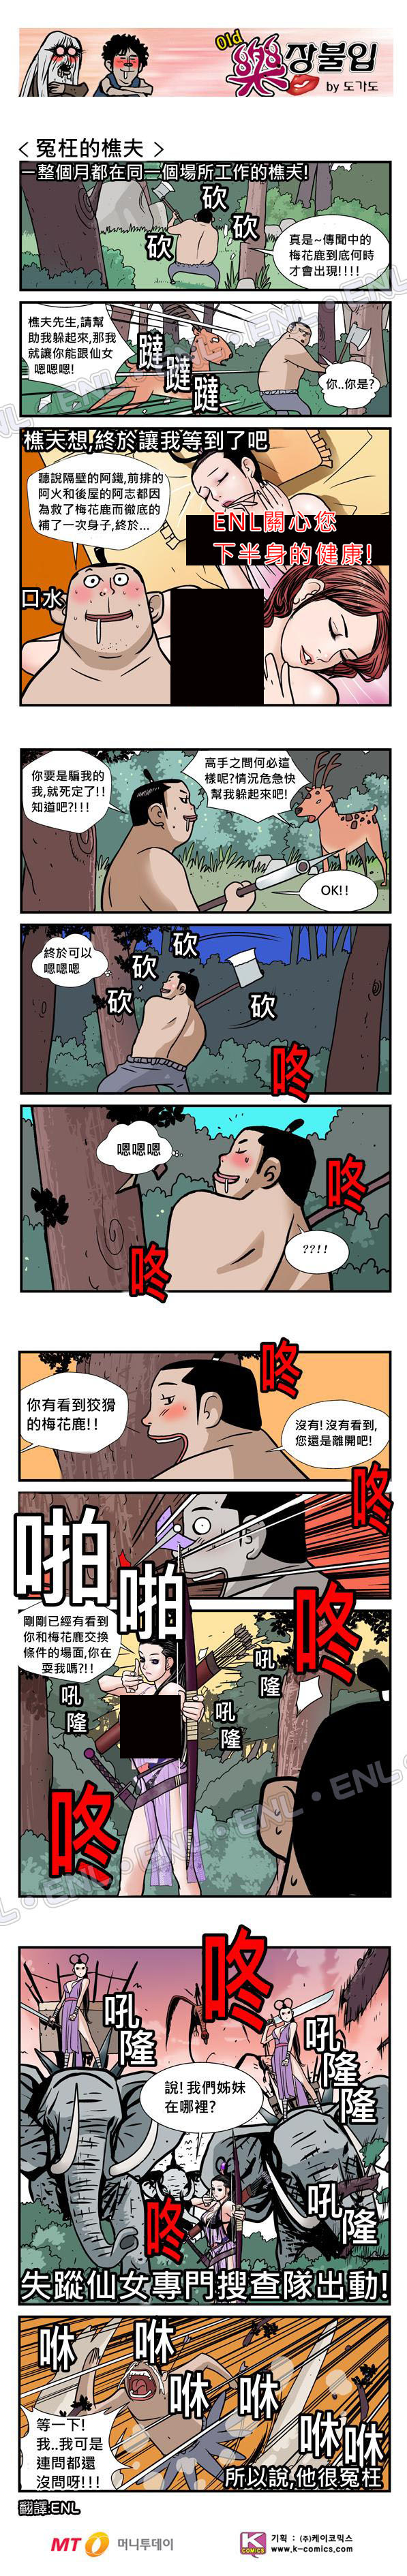 Old
樂
장불입
by 도가도
< 冤枉的樵夫 >
一整個月都在同一個場所工作的樵夫!
砍
砍
砍
真是~傳聞中的
梅花鹿到底何時
才會出現!!!!
樵夫先生,請幫
助我躲起來,那我
就讓你能跟仙女
嗯嗯嗯!
躂
躂
躂
你..你是?
樵夫想,終於讓我等到了吧
聽說隔壁的阿鐵,前排的
阿火和後屋的阿志都因
為救了梅花鹿而徹底的
補了一次身子,終於...
ENL關心您
下半身的健康!
口水
你要是騙我的
我,就死定了!!
知道吧?!!!
高手之間何必這
樣呢?情況危急快
幫我躲起來吧!
OK!!
終於可以
嗯嗯嗯
砍
砍
砍
砍
咚
嗯嗯嗯
咚
咚
???!!
咚
你有看到狡猾
的梅花鹿!!
沒有!沒有看到,
您還是離開吧!
咚
啪
啪
剛剛已經有看到
你和梅花鹿交換
條件的場面,你在
耍我嗎?!!
咚
吼
隆
吼
隆
吼
隆
咚
ENL•ENL•ENL
咚
吼
隆
吼
隆
隆
說!我們姊妹
在哪裡?
咚
吼
隆
失蹤仙女專門搜查隊出動!
咻
咻
咻
咻
咻
咻
等一下!
我..我可是
連問都還
沒問呀!!!
所以說,他很冤枉
翻譯:ENL
MT 머니투데이
K COMICS
기획 : (주)케이코믹스
www.k-comics.com